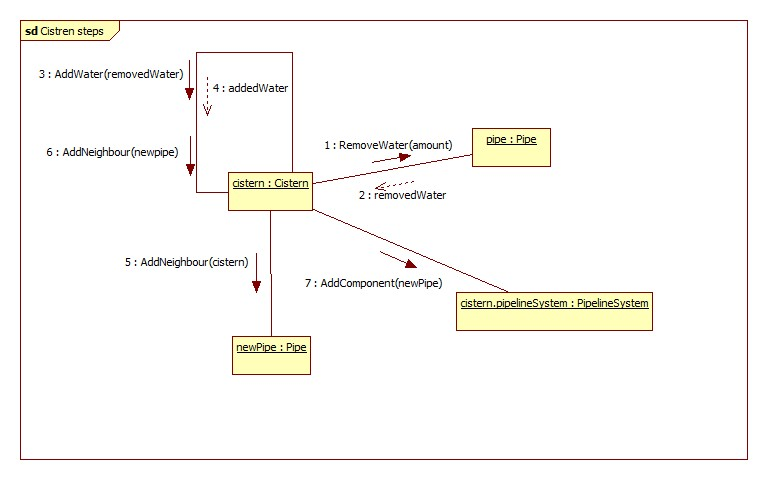 sd Cistren steps
3 : AddWater(removedWater)
4 : addedWater
6 : AddNeighbour(newpipe)
1 : RemoveWater(amount)
pipe : Pipe
cistern : Cistern
2 : removedWater
5 : AddNeighbour(cistern)
7 : AddComponent(newPipe)
cistern.pipelineSystem : PipelineSystem
newPipe : Pipe